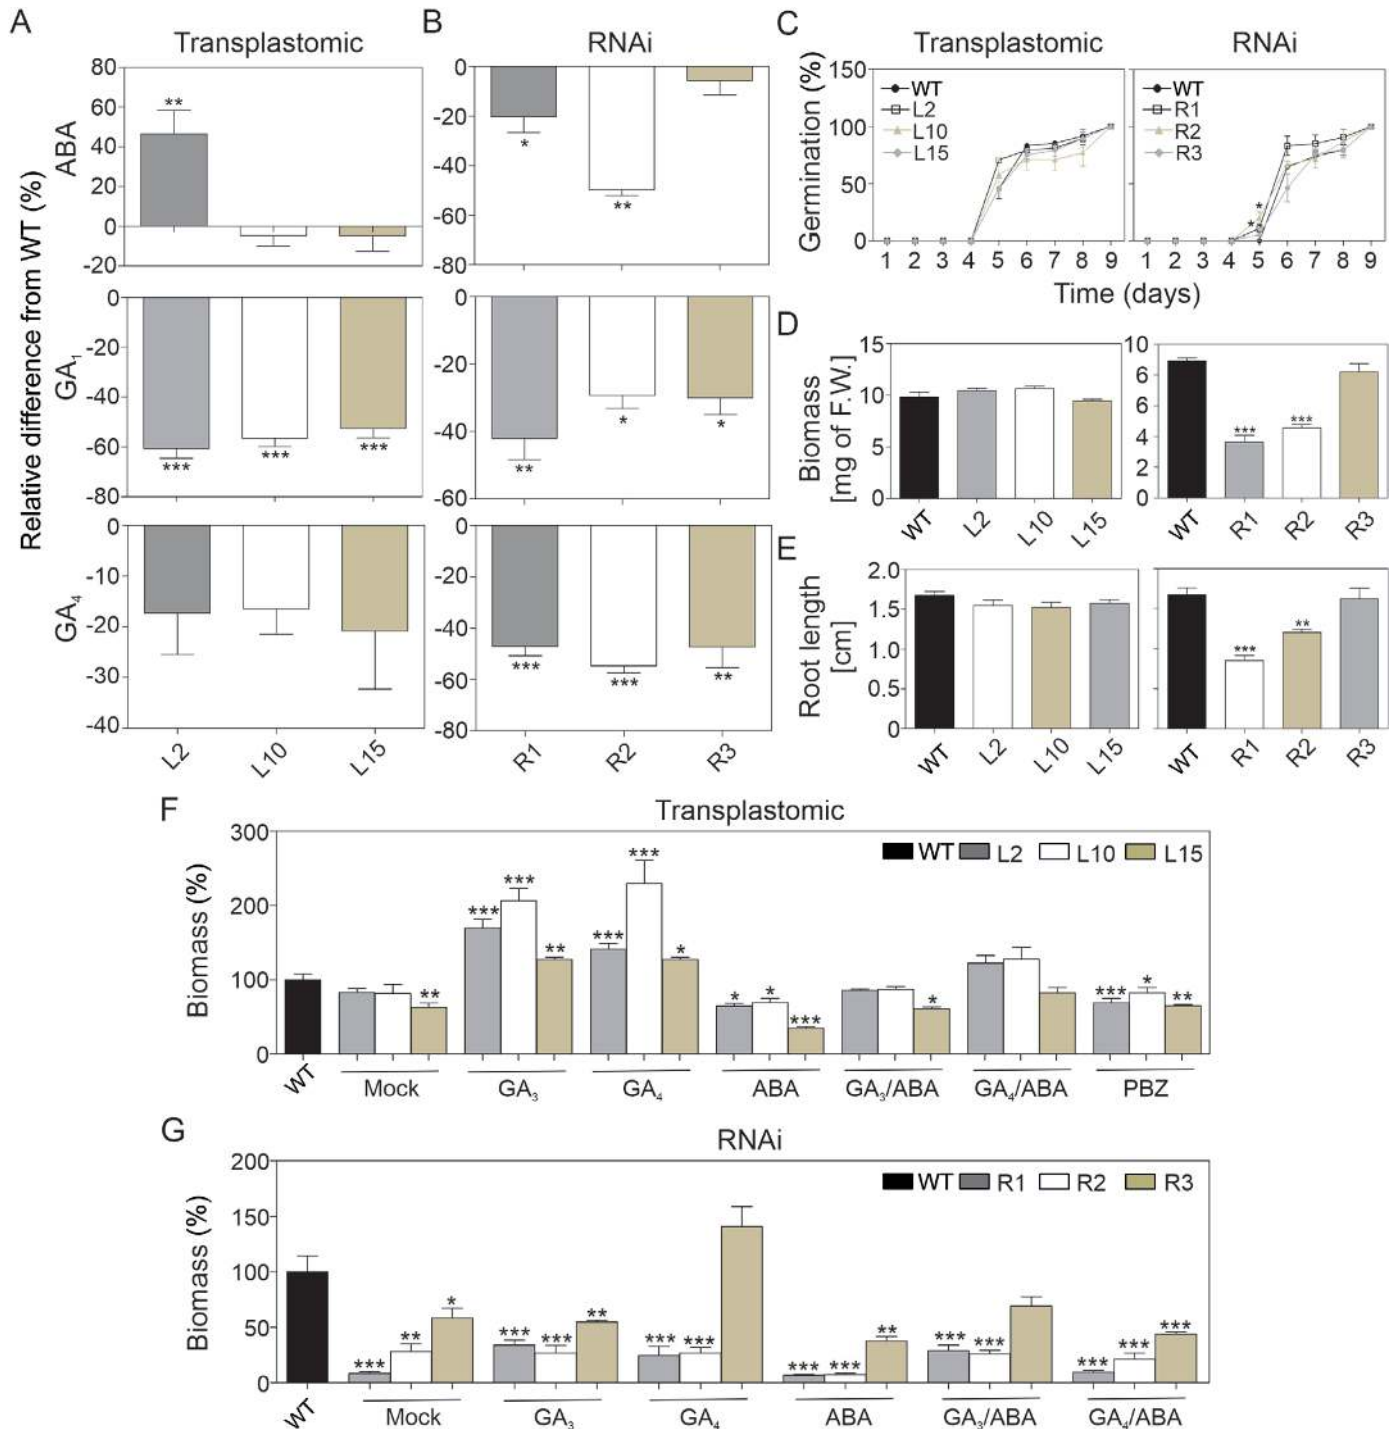 A
Transplastomic
B
RNAi
Relative difference from WT (%)
ABA
80
60
40
20
0
-20
**
0
-20
-40
-60
-80
*
**
GA1
0
-20
-40
-60
-80
***
***
***
0
-20
-40
-60
**
*
*
GA4
0
-10
-20
-30
-40
L2
L10
L15
0
-20
-40
-60
-80
***
***
**
R1
R2
R3
C
Transplastomic
RNAi
Germination (%)
150
100
50
0
WT
L2
L10
L15
WT
R1
R2
R3
*
*
1 2 3 4 5 6 7 8 9
1 2 3 4 5 6 7 8 9
Time (days)
D
Biomass
[mg of F.W.]
15
10
5
0
WT
L2
L10
L15
10
8
6
4
2
0
***
***
WT
R1
R2
R3
E
Root length
[cm]
2.0
1.5
1.0
0.5
0
WT
L2
L10
L15
***
**
WT
R1
R2
R3
F
Transplastomic
Biomass (%)
300
200
100
0
WT L2 L10 L15
** *** *** ** *** *** * * * *** * *** * **
WT
Mock
GA3
GA4
ABA
GA3/ABA
GA4/ABA
PBZ
G
RNAi
Biomass (%)
200
150
100
50
0
WT R1 R2 R3
*** ** * *** *** ** *** *** *** *** ** *** *** *** *** ***
WT
Mock
GA3
GA4
ABA
GA3/ABA
GA4/ABA